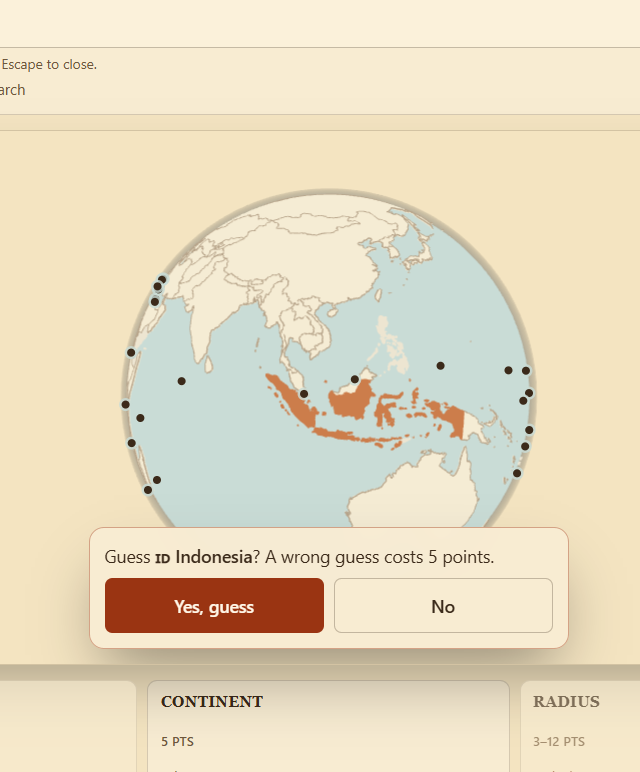 Escape to close.
arch
Guess ID Indonesia? A wrong guess costs 5 points.
Yes, guess
No
CONTINENT
RADIUS
5 PTS
3–12 PTS